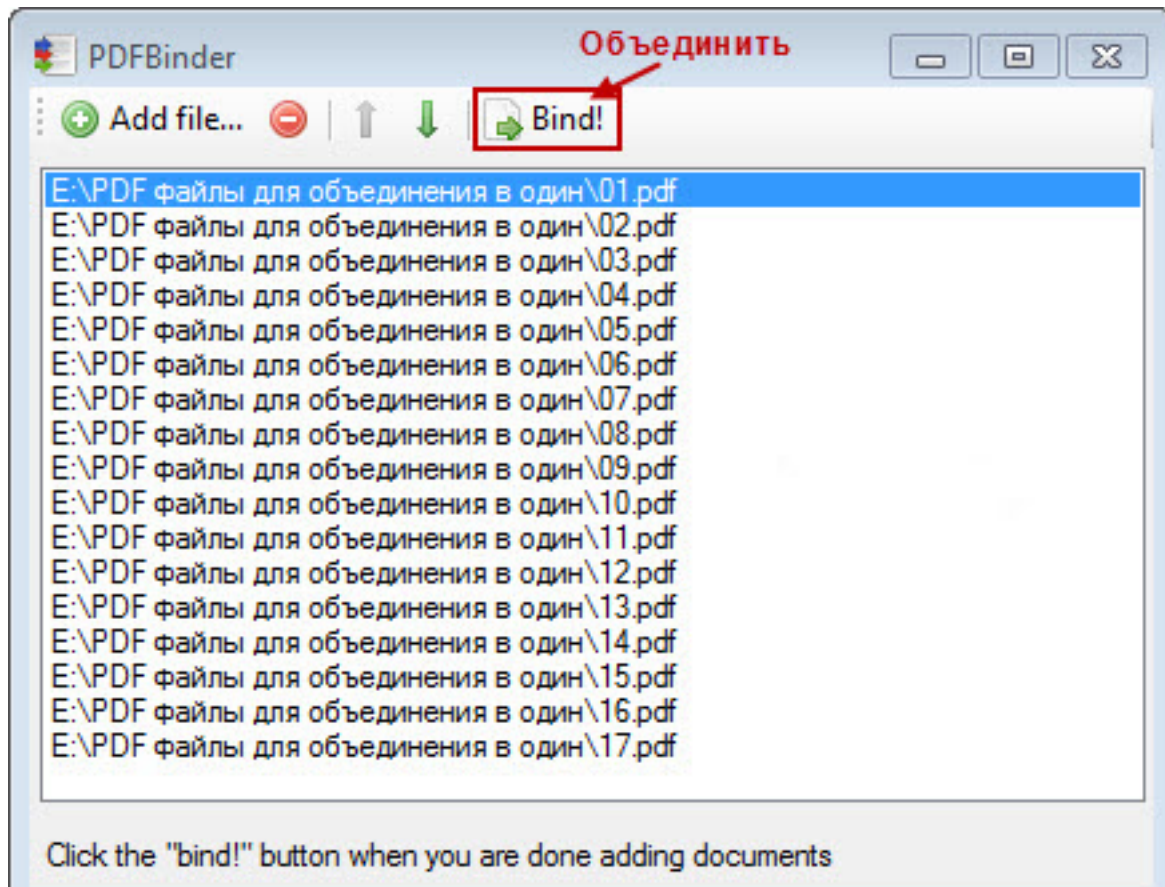 Объединить
PDFBinder
Add file... Bind!
E:\PDF файлы для объединения в один\01.pdf
E:\PDF файлы для объединения в один\02.pdf
E:\PDF файлы для объединения в один\03.pdf
E:\PDF файлы для объединения в один\04.pdf
E:\PDF файлы для объединения в один\05.pdf
E:\PDF файлы для объединения в один\06.pdf
E:\PDF файлы для объединения в один\07.pdf
E:\PDF файлы для объединения в один\08.pdf
E:\PDF файлы для объединения в один\09.pdf
E:\PDF файлы для объединения в один\10.pdf
E:\PDF файлы для объединения в один\11.pdf
E:\PDF файлы для объединения в один\12.pdf
E:\PDF файлы для объединения в один\13.pdf
E:\PDF файлы для объединения в один\14.pdf
E:\PDF файлы для объединения в один\15.pdf
E:\PDF файлы для объединения в один\16.pdf
E:\PDF файлы для объединения в один\17.pdf
Click the "bind!" button when you are done adding documents